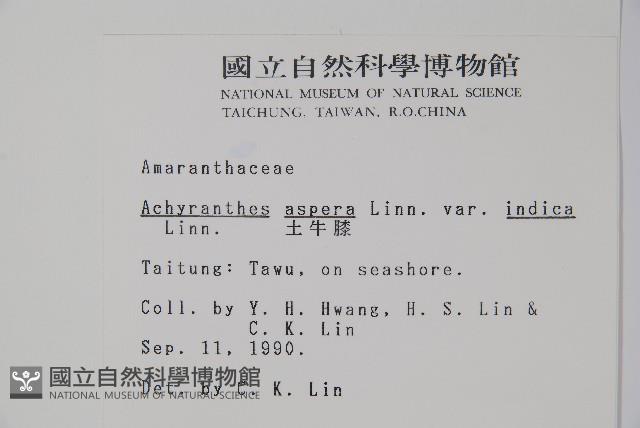 國立自然科學博物館
NATIONAL MUSEUM OF NATURAL SCIENCE
TAICHUNG, TAIWAN, R.O.CHINA
Amaranthaceae
Achyranthes aspera Linn. var. indica
Linn. 土牛膝
Taitung: Tawu, on seashore.
Coll. by Y. H. Hwang, H. S. Lin &
C. K. Lin
Sep. 11, 1990.
Det. by C. K. Lin
國立自然科學博物館
NATIONAL MUSEUM OF NATURAL SCIENCE